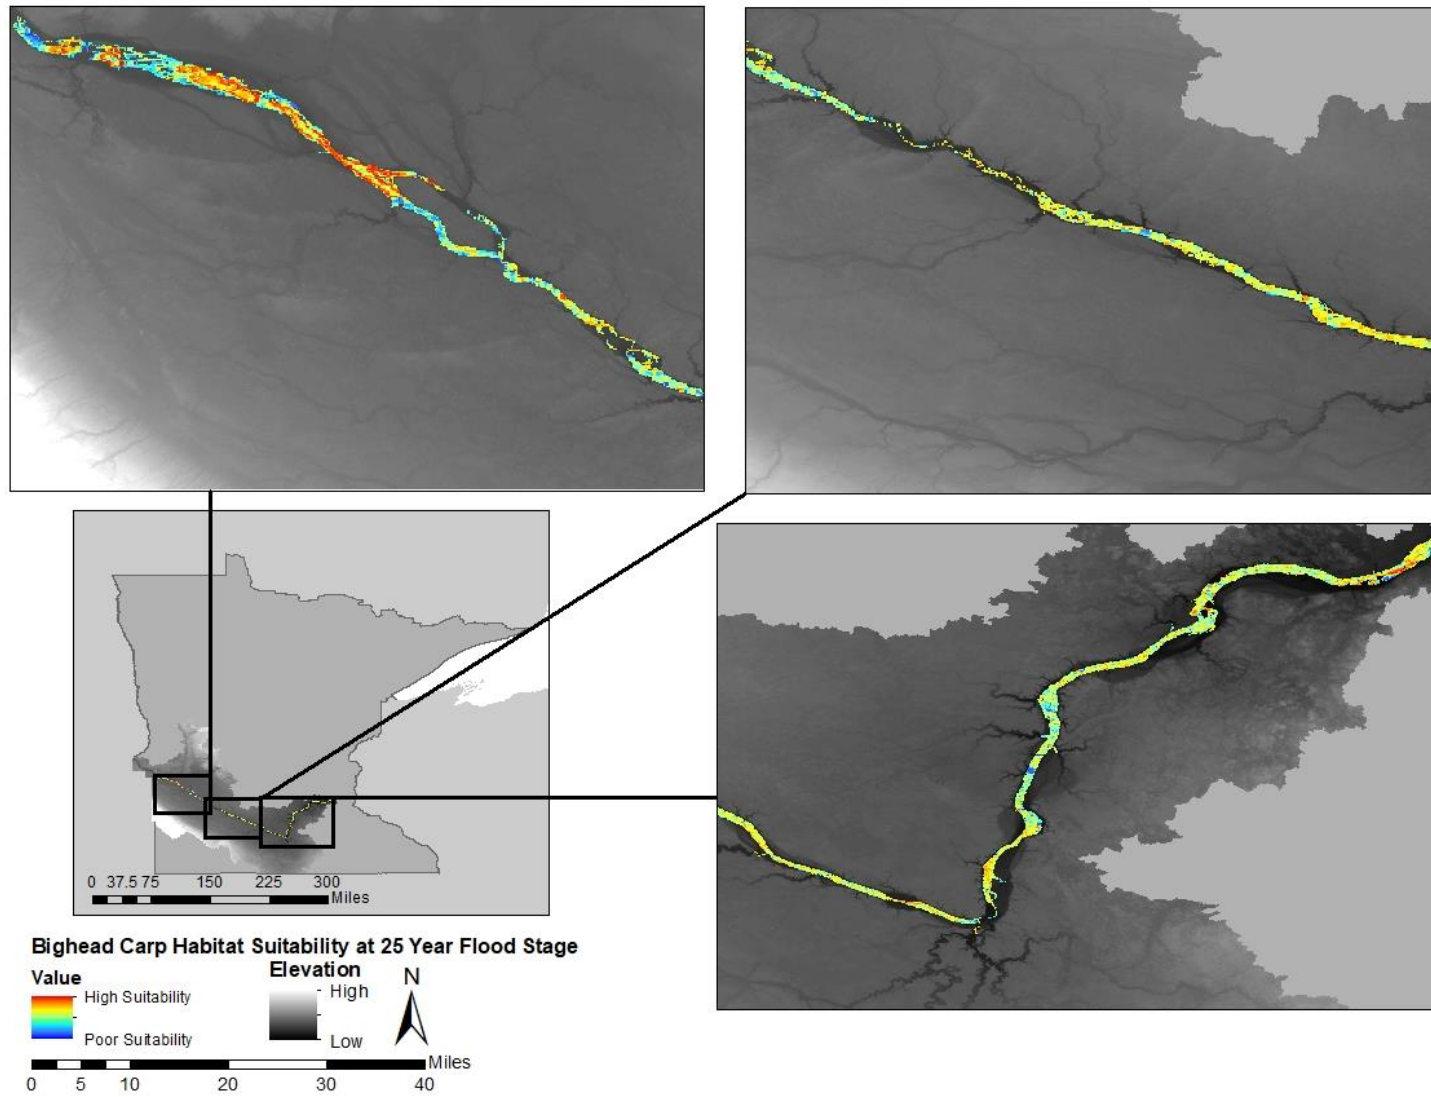 0 37.5 75 150 225 300
Miles
Bighead Carp Habitat Suitability at 25 Year Flood Stage
Value
High Suitability
Poor Suitability
Elevation
High
Low
N
Miles
0 5 10 20 30 40